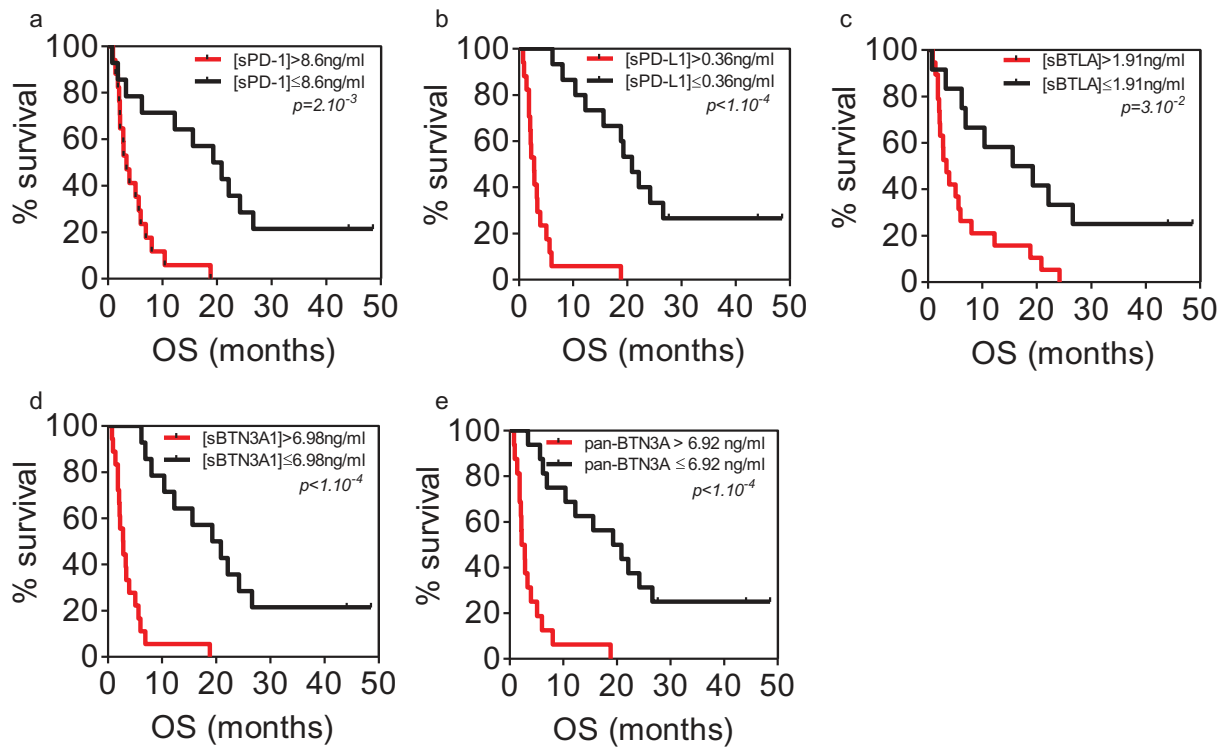 a
100
80
60
40
20
0
% survival
[sPD-1]>8.6ng/ml
[sPD-1]≤8.6ng/ml
p=2.10-3
0 10 20 30 40 50
OS (months)
b
100
80
60
40
20
0
% survival
[sPD-L1]>0.36ng/ml
[sPD-L1]≤0.36ng/ml
p<1.10-4
0 10 20 30 40 50
OS (months)
c
100
80
60
40
20
0
% survival
[sBTLA]>1.91ng/ml
[sBTLA]≤1.91ng/ml
p=3.10-2
0 10 20 30 40 50
OS (months)
d
100
80
60
40
20
0
% survival
[sBTN3A1]>6.98ng/ml
[sBTN3A1]≤6.98ng/ml
p<1.10-4
0 10 20 30 40 50
OS (months)
e
100
80
60
40
20
0
% survival
pan-BTN3A > 6.92 ng/ml
pan-BTN3A ≤ 6.92 ng/ml
p<1.10-4
0 10 20 30 40 50
OS (months)